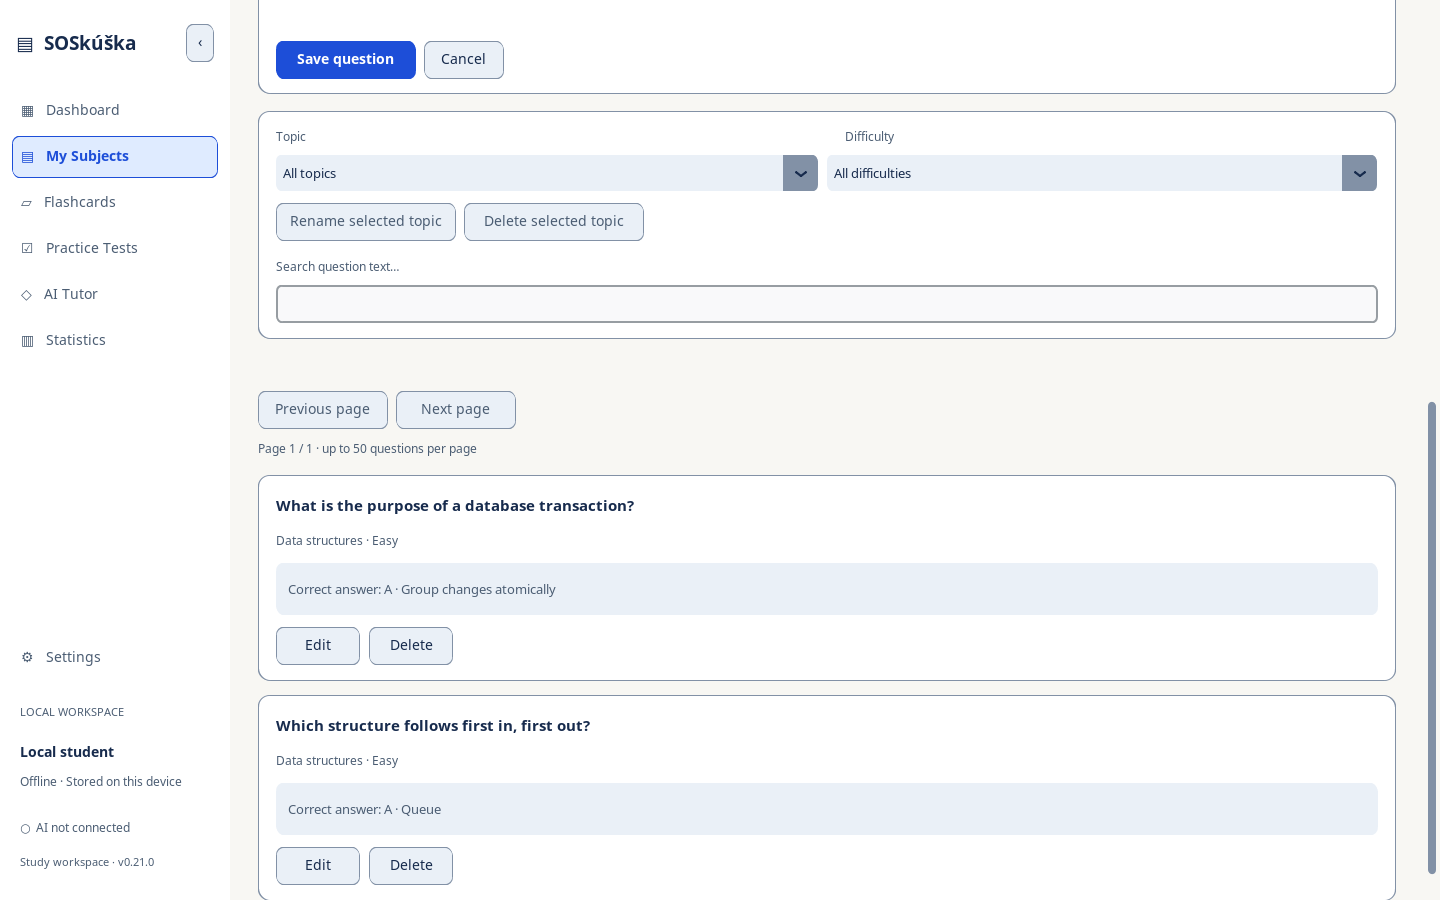 SOSkúška
‹
Dashboard
My Subjects
Flashcards
Practice Tests
AI Tutor
Statistics
Settings
LOCAL WORKSPACE
Local student
Offline · Stored on this device
AI not connected
Study workspace · v0.21.0
Save question
Cancel
Topic
Difficulty
All topics
All difficulties
Rename selected topic
Delete selected topic
Search question text...
Previous page
Next page
Page 1 / 1 · up to 50 questions per page
What is the purpose of a database transaction?
Data structures · Easy
Correct answer: A · Group changes atomically
Edit
Delete
Which structure follows first in, first out?
Data structures · Easy
Correct answer: A · Queue
Edit
Delete